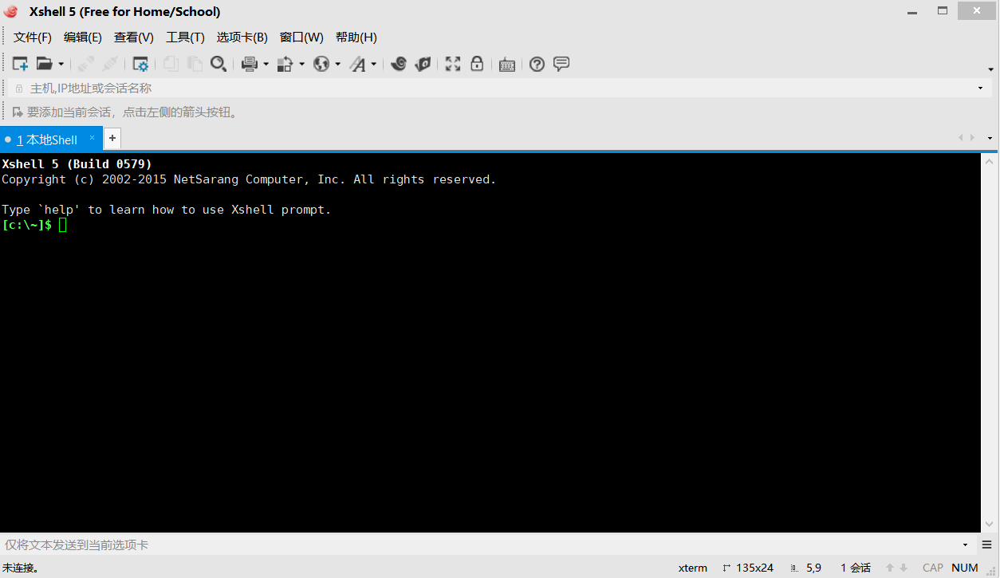 Xshell 5 (Free for Home/School)
文件(F) 编辑(E) 查看(V) 工具(T) 选项卡(B) 窗口(W) 帮助(H)
主机,IP地址或会话名称
要添加当前会话，点击左侧的箭头按钮。
1 本地Shell × +
Xshell 5 (Build 0579)
Copyright (c) 2002-2015 NetSarang Computer, Inc. All rights reserved.
Type `help' to learn how to use Xshell prompt.
[c:\~]$
仅将文本发送到当前选项卡
未连接。 xterm 135x24 5,9 1 会话 CAP NUM